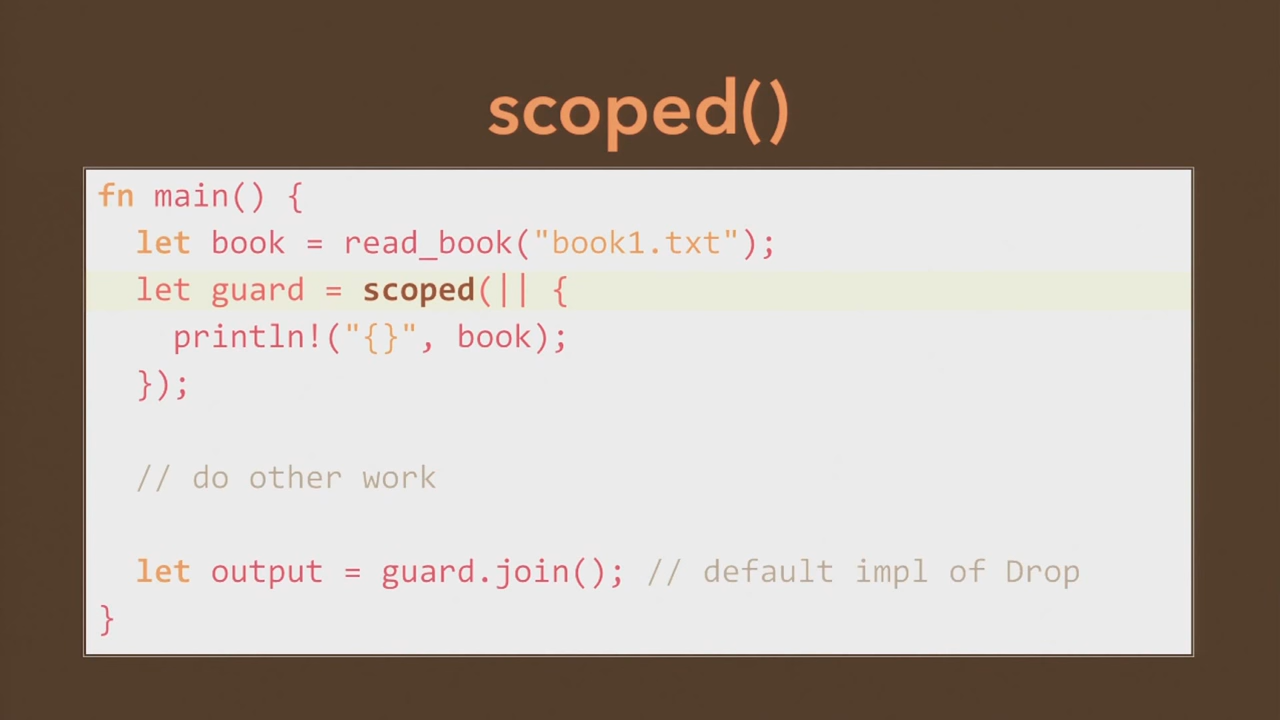 scoped()
fn main() {
let book = read_book("book1.txt");
let guard = scoped(|| {
println!("{}", book);
});
// do other work
let output = guard.join(); // default impl of Drop
}